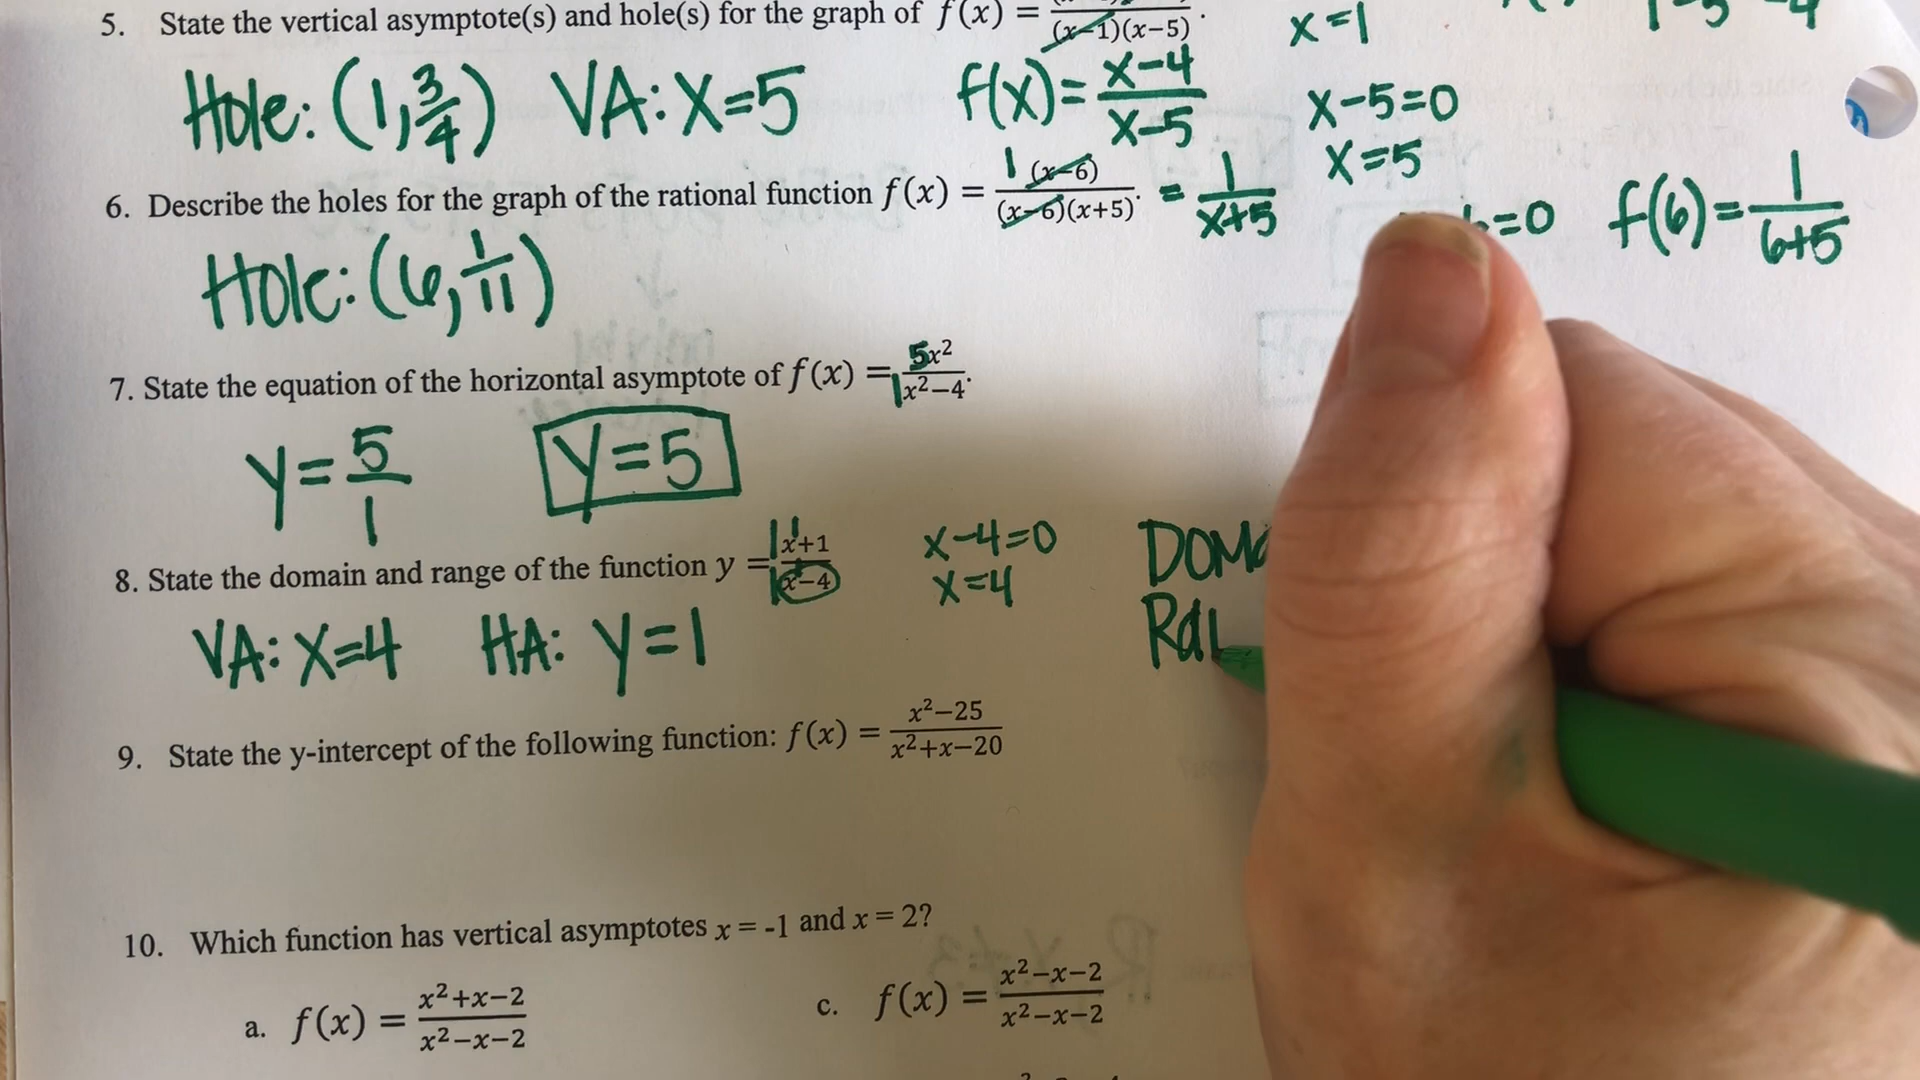 5. State the vertical asymptote(s) and hole(s) for the graph of f(x) = (x-1)(x-5). x=1
Hole: (1, 3/4) VA: x=5 f(x)= x-4/x-5 x-5=0
x=5
6. Describe the holes for the graph of the rational function f(x) = 1 (x-6)/(x-6)(x+5). = 1/x+5 =0 f(6)= 1/6+5
Hole: (6, 1/11)
7. State the equation of the horizontal asymptote of f(x) = 5x²/1x²-4.
y= 5/1 y=5
8. State the domain and range of the function y = 1x¹+1/1x-4 x-4=0
x=4
VA: x=4 HA: y=1
9. State the y-intercept of the following function: f(x) = x²-25/x²+x-20
10. Which function has vertical asymptotes x = -1 and x = 2?
a. f(x) = x²+x-2/x²-x-2 c. f(x) = x²-x-2/x²-x-2